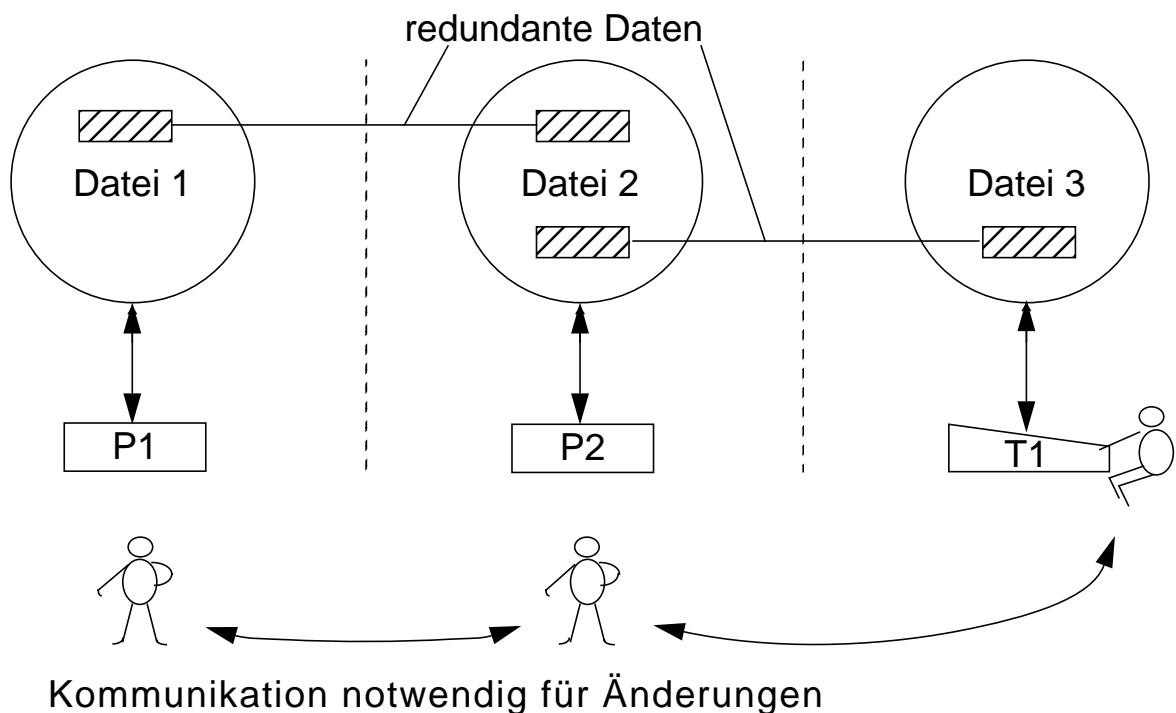 redundante Daten
Datei 1
Datei 2
Datei 3
P1
P2
T1
Kommunikation notwendig für Änderungen